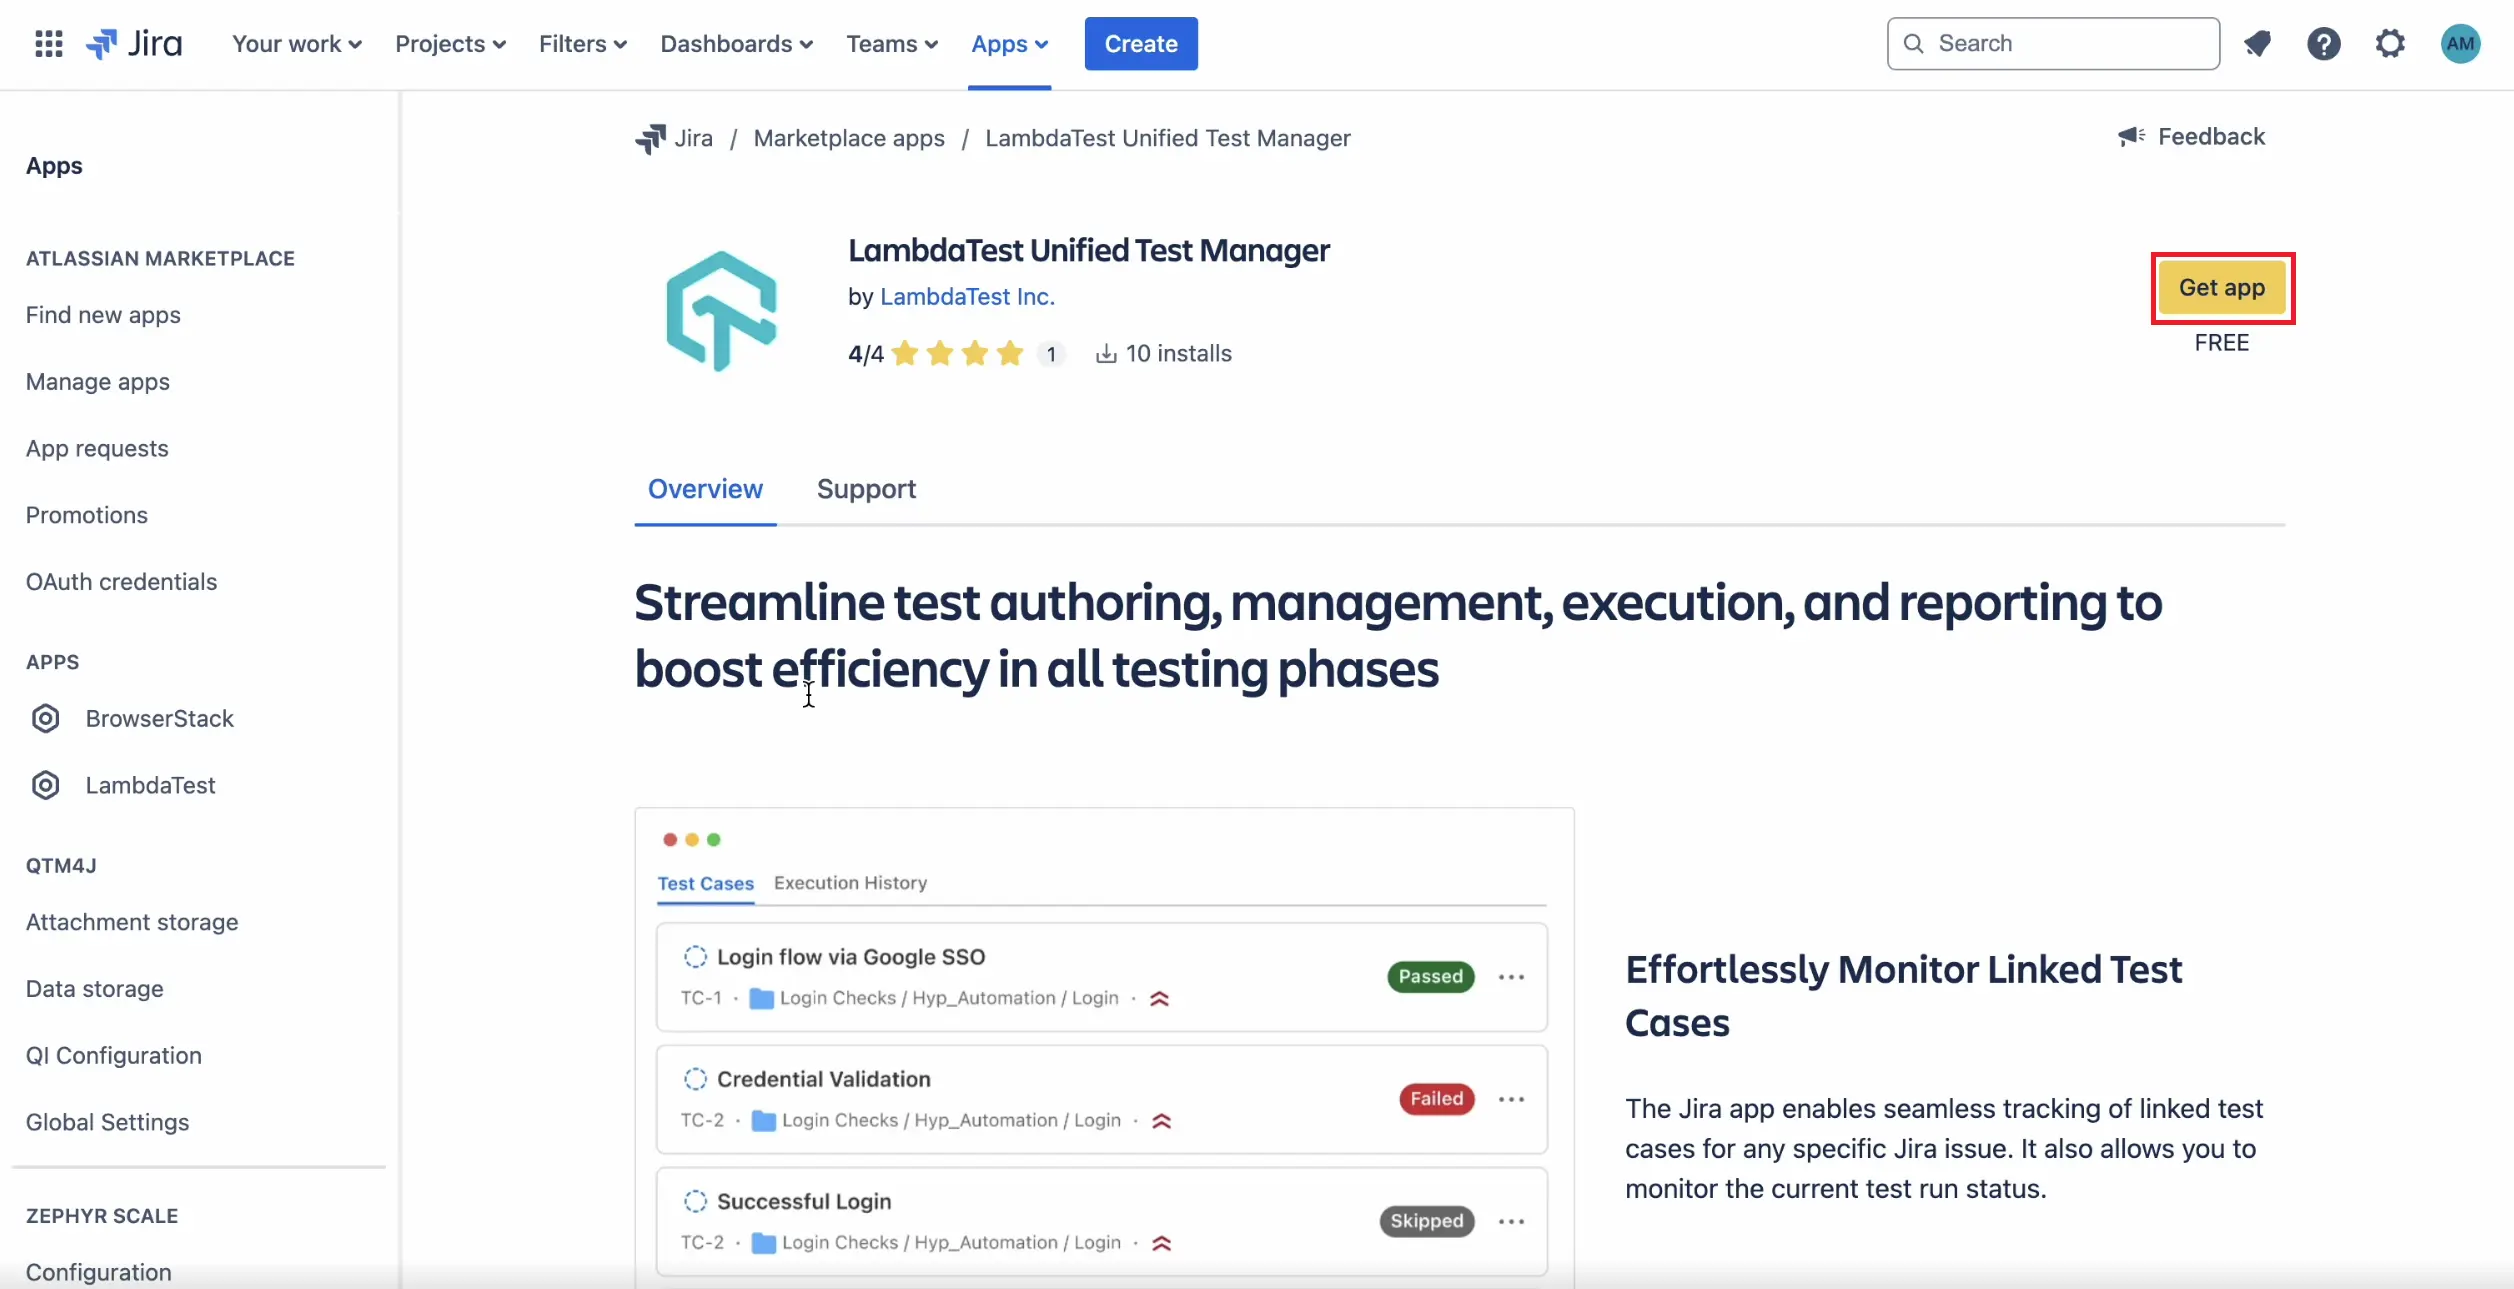 Jira
Your work
Projects
Filters
Dashboards
Teams
Apps
Create
Search
AM
Apps
ATLASSIAN MARKETPLACE
Find new apps
Manage apps
App requests
Promotions
OAuth credentials
APPS
BrowserStack
LambdaTest
QTM4J
Attachment storage
Data storage
QI Configuration
Global Settings
ZEPHYR SCALE
Configuration
Jira / Marketplace apps / LambdaTest Unified Test Manager
Feedback
LambdaTest Unified Test Manager
by LambdaTest Inc.
4/4 1 10 installs
Get app
FREE
Overview
Support
Streamline test authoring, management, execution, and reporting to
boost efficiency in all testing phases
Test Cases
Execution History
Login flow via Google SSO
TC-1 · Login Checks / Hyp_Automation / Login ·
Passed
Credential Validation
TC-2 · Login Checks / Hyp_Automation / Login ·
Failed
Successful Login
TC-2 · Login Checks / Hyp_Automation / Login ·
Skipped
Effortlessly Monitor Linked Test
Cases
The Jira app enables seamless tracking of linked test
cases for any specific Jira issue. It also allows you to
monitor the current test run status.